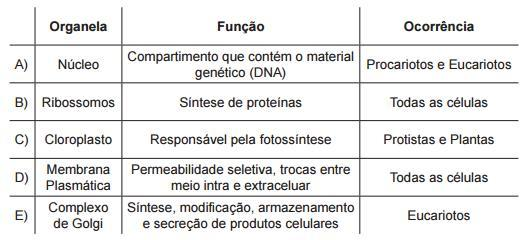 Organela Função Ocorrência
A) Núcleo Compartimento que contém o material genético (DNA) Procariotos e Eucariotos
B) Ribossomos Síntese de proteínas Todas as células
C) Cloroplasto Responsável pela fotossíntese Protistas e Plantas
D) Membrana Plasmática Permeabilidade seletiva, trocas entre meio intra e extraceluar Todas as células
E) Complexo de Golgi Síntese, modificação, armazenamento e secreção de produtos celulares Eucariotos